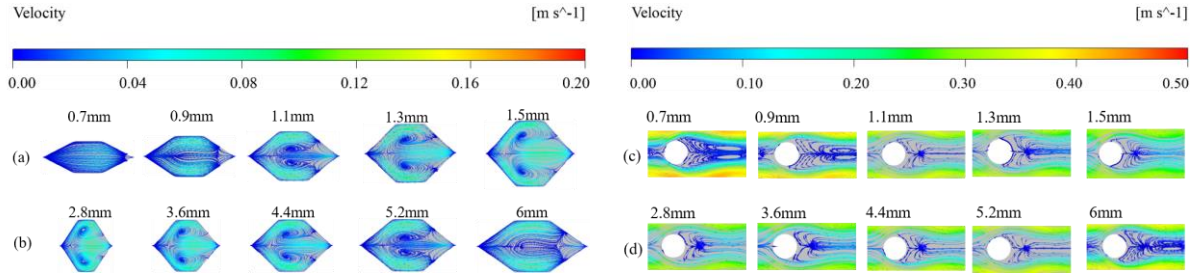 Velocity [m s^-1]
0.00 0.04 0.08 0.12 0.16 0.20
0.7mm 0.9mm 1.1mm 1.3mm 1.5mm
(a)
2.8mm 3.6mm 4.4mm 5.2mm 6mm
(b)
Velocity [m s^-1]
0.00 0.10 0.20 0.30 0.40 0.50
0.7mm 0.9mm 1.1mm 1.3mm 1.5mm
(c)
2.8mm 3.6mm 4.4mm 5.2mm 6mm
(d)